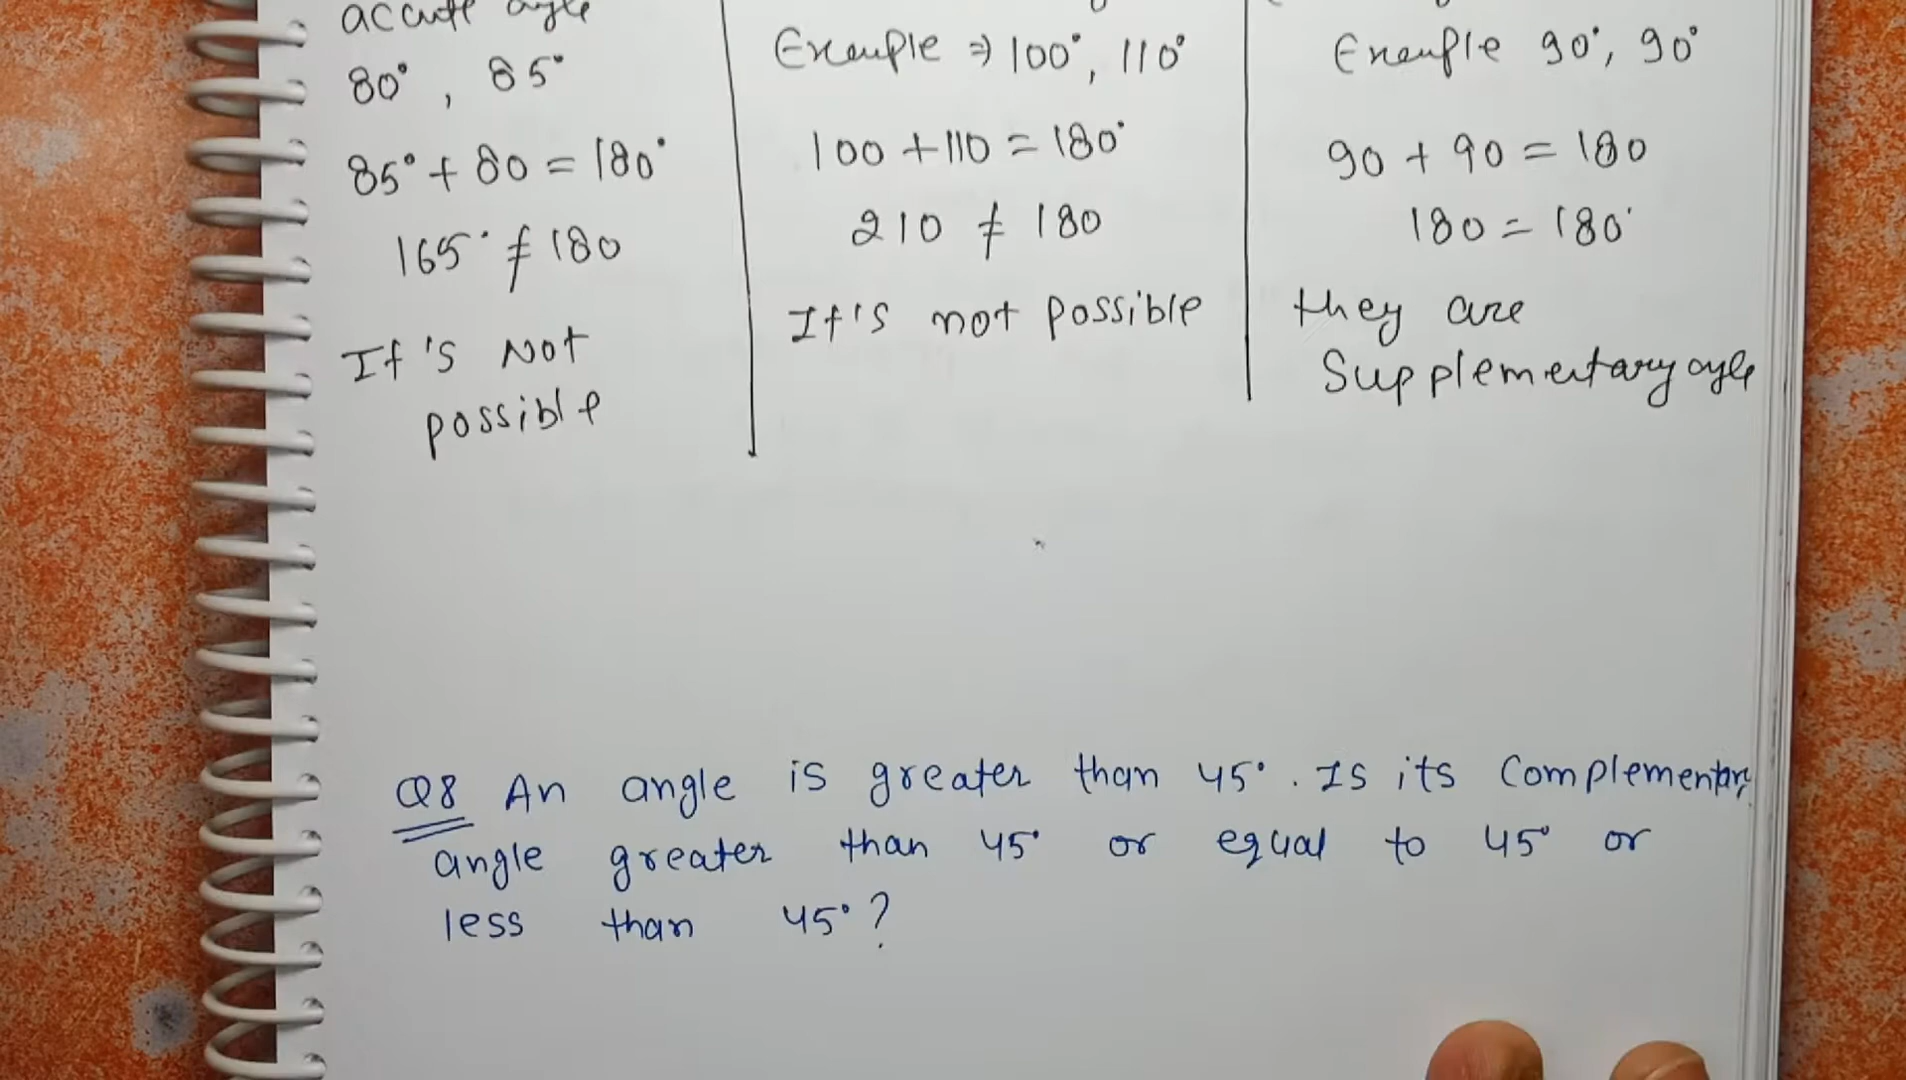 accute angle
80°, 85°
85° + 80 = 180°
165° ≠ 180
It's Not
possible
Example ⇒ 100°, 110°
100 + 110 = 180°
210 ≠ 180
It's not possible
Example 90°, 90°
90 + 90 = 180
180 = 180°
they are
Supplementary angle
Q8 An angle is greater than 45°. Is its Complementary
angle greater than 45° or equal to 45° or
less than 45°?